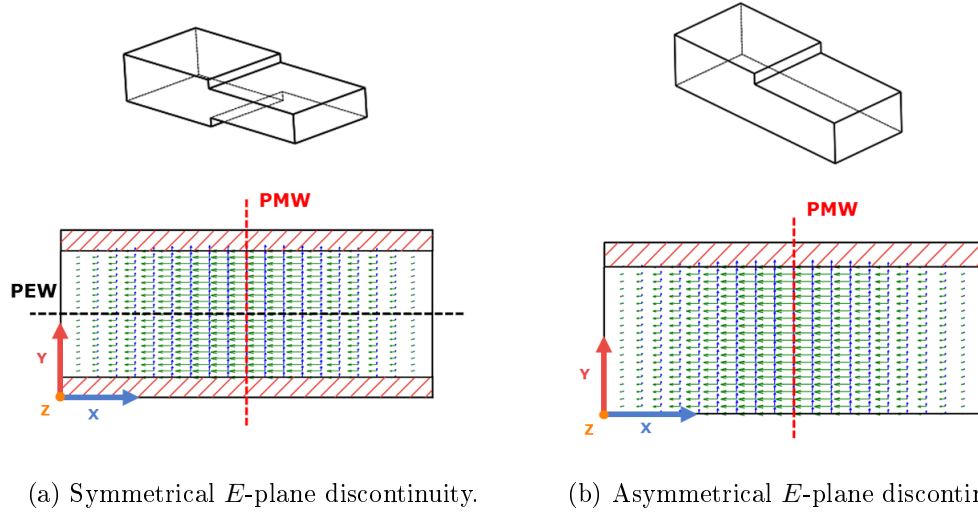 PMW
PMW
PEW
Y
Y
Z
X
Z
X
(a) Symmetrical E-plane discontinuity.
(b) Asymmetrical E-plane discontin